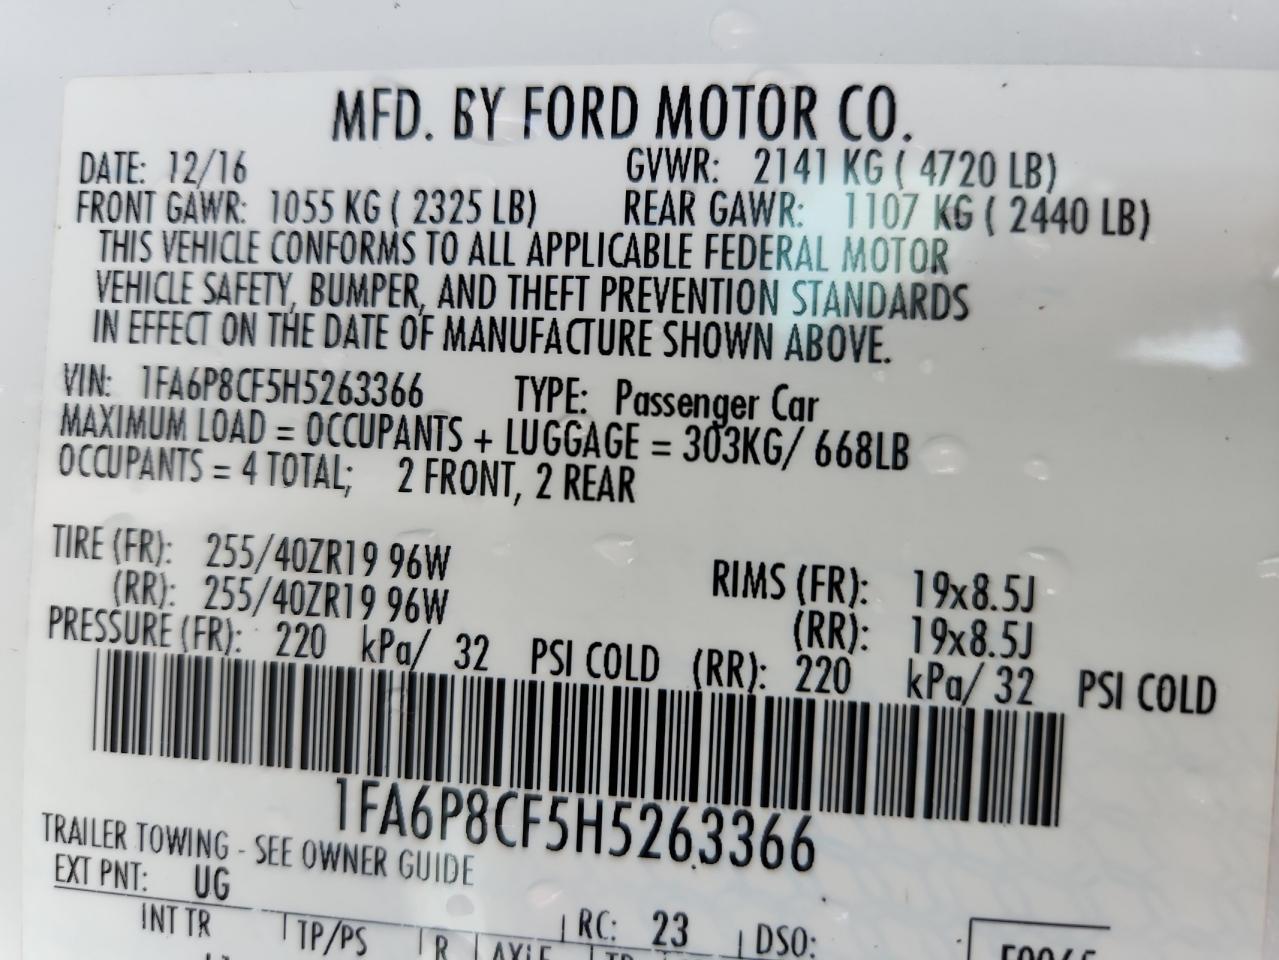 MFD. BY FORD MOTOR CO.
DATE: 12/16 GVWR: 2141 KG ( 4720 LB)
FRONT GAWR: 1055 KG ( 2325 LB) REAR GAWR: 1107 KG ( 2440 LB)
THIS VEHICLE CONFORMS TO ALL APPLICABLE FEDERAL MOTOR
VEHICLE SAFETY, BUMPER, AND THEFT PREVENTION STANDARDS
IN EFFECT ON THE DATE OF MANUFACTURE SHOWN ABOVE.
VIN: 1FA6P8CF5H5263366 TYPE: Passenger Car
MAXIMUM LOAD = OCCUPANTS + LUGGAGE = 303KG/ 668LB
OCCUPANTS = 4 TOTAL; 2 FRONT, 2 REAR
TIRE (FR): 255/40ZR19 96W RIMS (FR): 19x8.5J
(RR): 255/40ZR19 96W (RR): 19x8.5J
PRESSURE (FR): 220 kPa/ 32 PSI COLD (RR): 220 kPa/ 32 PSI COLD
1FA6P8CF5H5263366
TRAILER TOWING - SEE OWNER GUIDE
EXT PNT: UG RC: 23 DSO:
INT TR TP/PS R AXLE